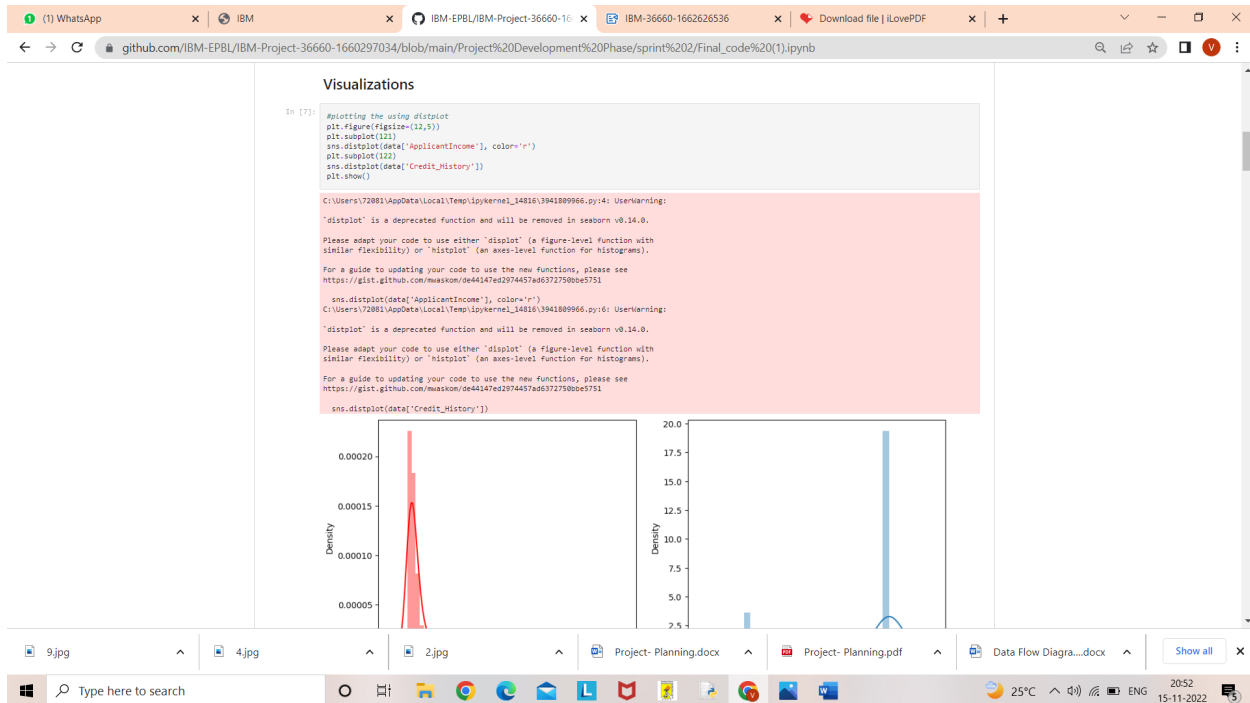 (1) WhatsApp
IBM
IBM-EPBL/IBM-Project-36660-16
IBM-36660-1662626536
Download file | iLovePDF
github.com/IBM-EPBL/IBM-Project-36660-1660297034/blob/main/Project%20Development%20Phase/sprint%202/Final_code%20(1).ipynb
V
Visualizations
In [7]:
#plotting the using distplot
plt.figure(figsize=(12,5))
plt.subplot(121)
sns.distplot(data['ApplicantIncome'], color='r')
plt.subplot(122)
sns.distplot(data['Credit_History'])
plt.show()
C:\Users\72081\AppData\Local\Temp\ipykernel_14816\3941809966.py:4: UserWarning:
`distplot` is a deprecated function and will be removed in seaborn v0.14.0.
Please adapt your code to use either `displot` (a figure-level function with
similar flexibility) or `histplot` (an axes-level function for histograms).
For a guide to updating your code to use the new functions, please see
https://gist.github.com/mwaskom/de44147ed2974457ad6372750bbe5751
sns.distplot(data['ApplicantIncome'], color='r')
C:\Users\72081\AppData\Local\Temp\ipykernel_14816\3941809966.py:6: UserWarning:
`distplot` is a deprecated function and will be removed in seaborn v0.14.0.
Please adapt your code to use either `displot` (a figure-level function with
similar flexibility) or `histplot` (an axes-level function for histograms).
For a guide to updating your code to use the new functions, please see
https://gist.github.com/mwaskom/de44147ed2974457ad6372750bbe5751
sns.distplot(data['Credit_History'])
0.00020
0.00015
0.00010
0.00005
Density
20.0
17.5
15.0
12.5
10.0
7.5
5.0
2.5
Density
9.jpg
4.jpg
2.jpg
Project- Planning.docx
Project- Planning.pdf
Data Flow Diagra....docx
Show all
Type here to search
25°C
ENG
20:52
15-11-2022
5